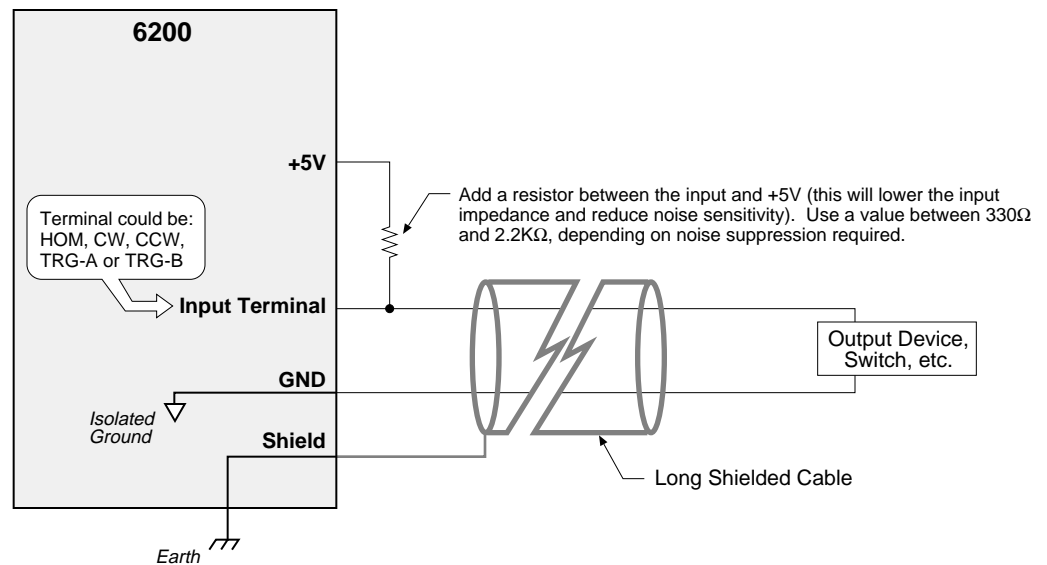 6200
+5V
Add a resistor between the input and +5V (this will lower the input
impedance and reduce noise sensitivity).  Use a value between 330Ω
and 2.2KΩ, depending on noise suppression required.
Terminal could be:
HOM, CW, CCW,
TRG-A or TRG-B
Input Terminal
Output Device,
Switch, etc.
GND
Isolated
Ground
Shield
Long Shielded Cable
Earth